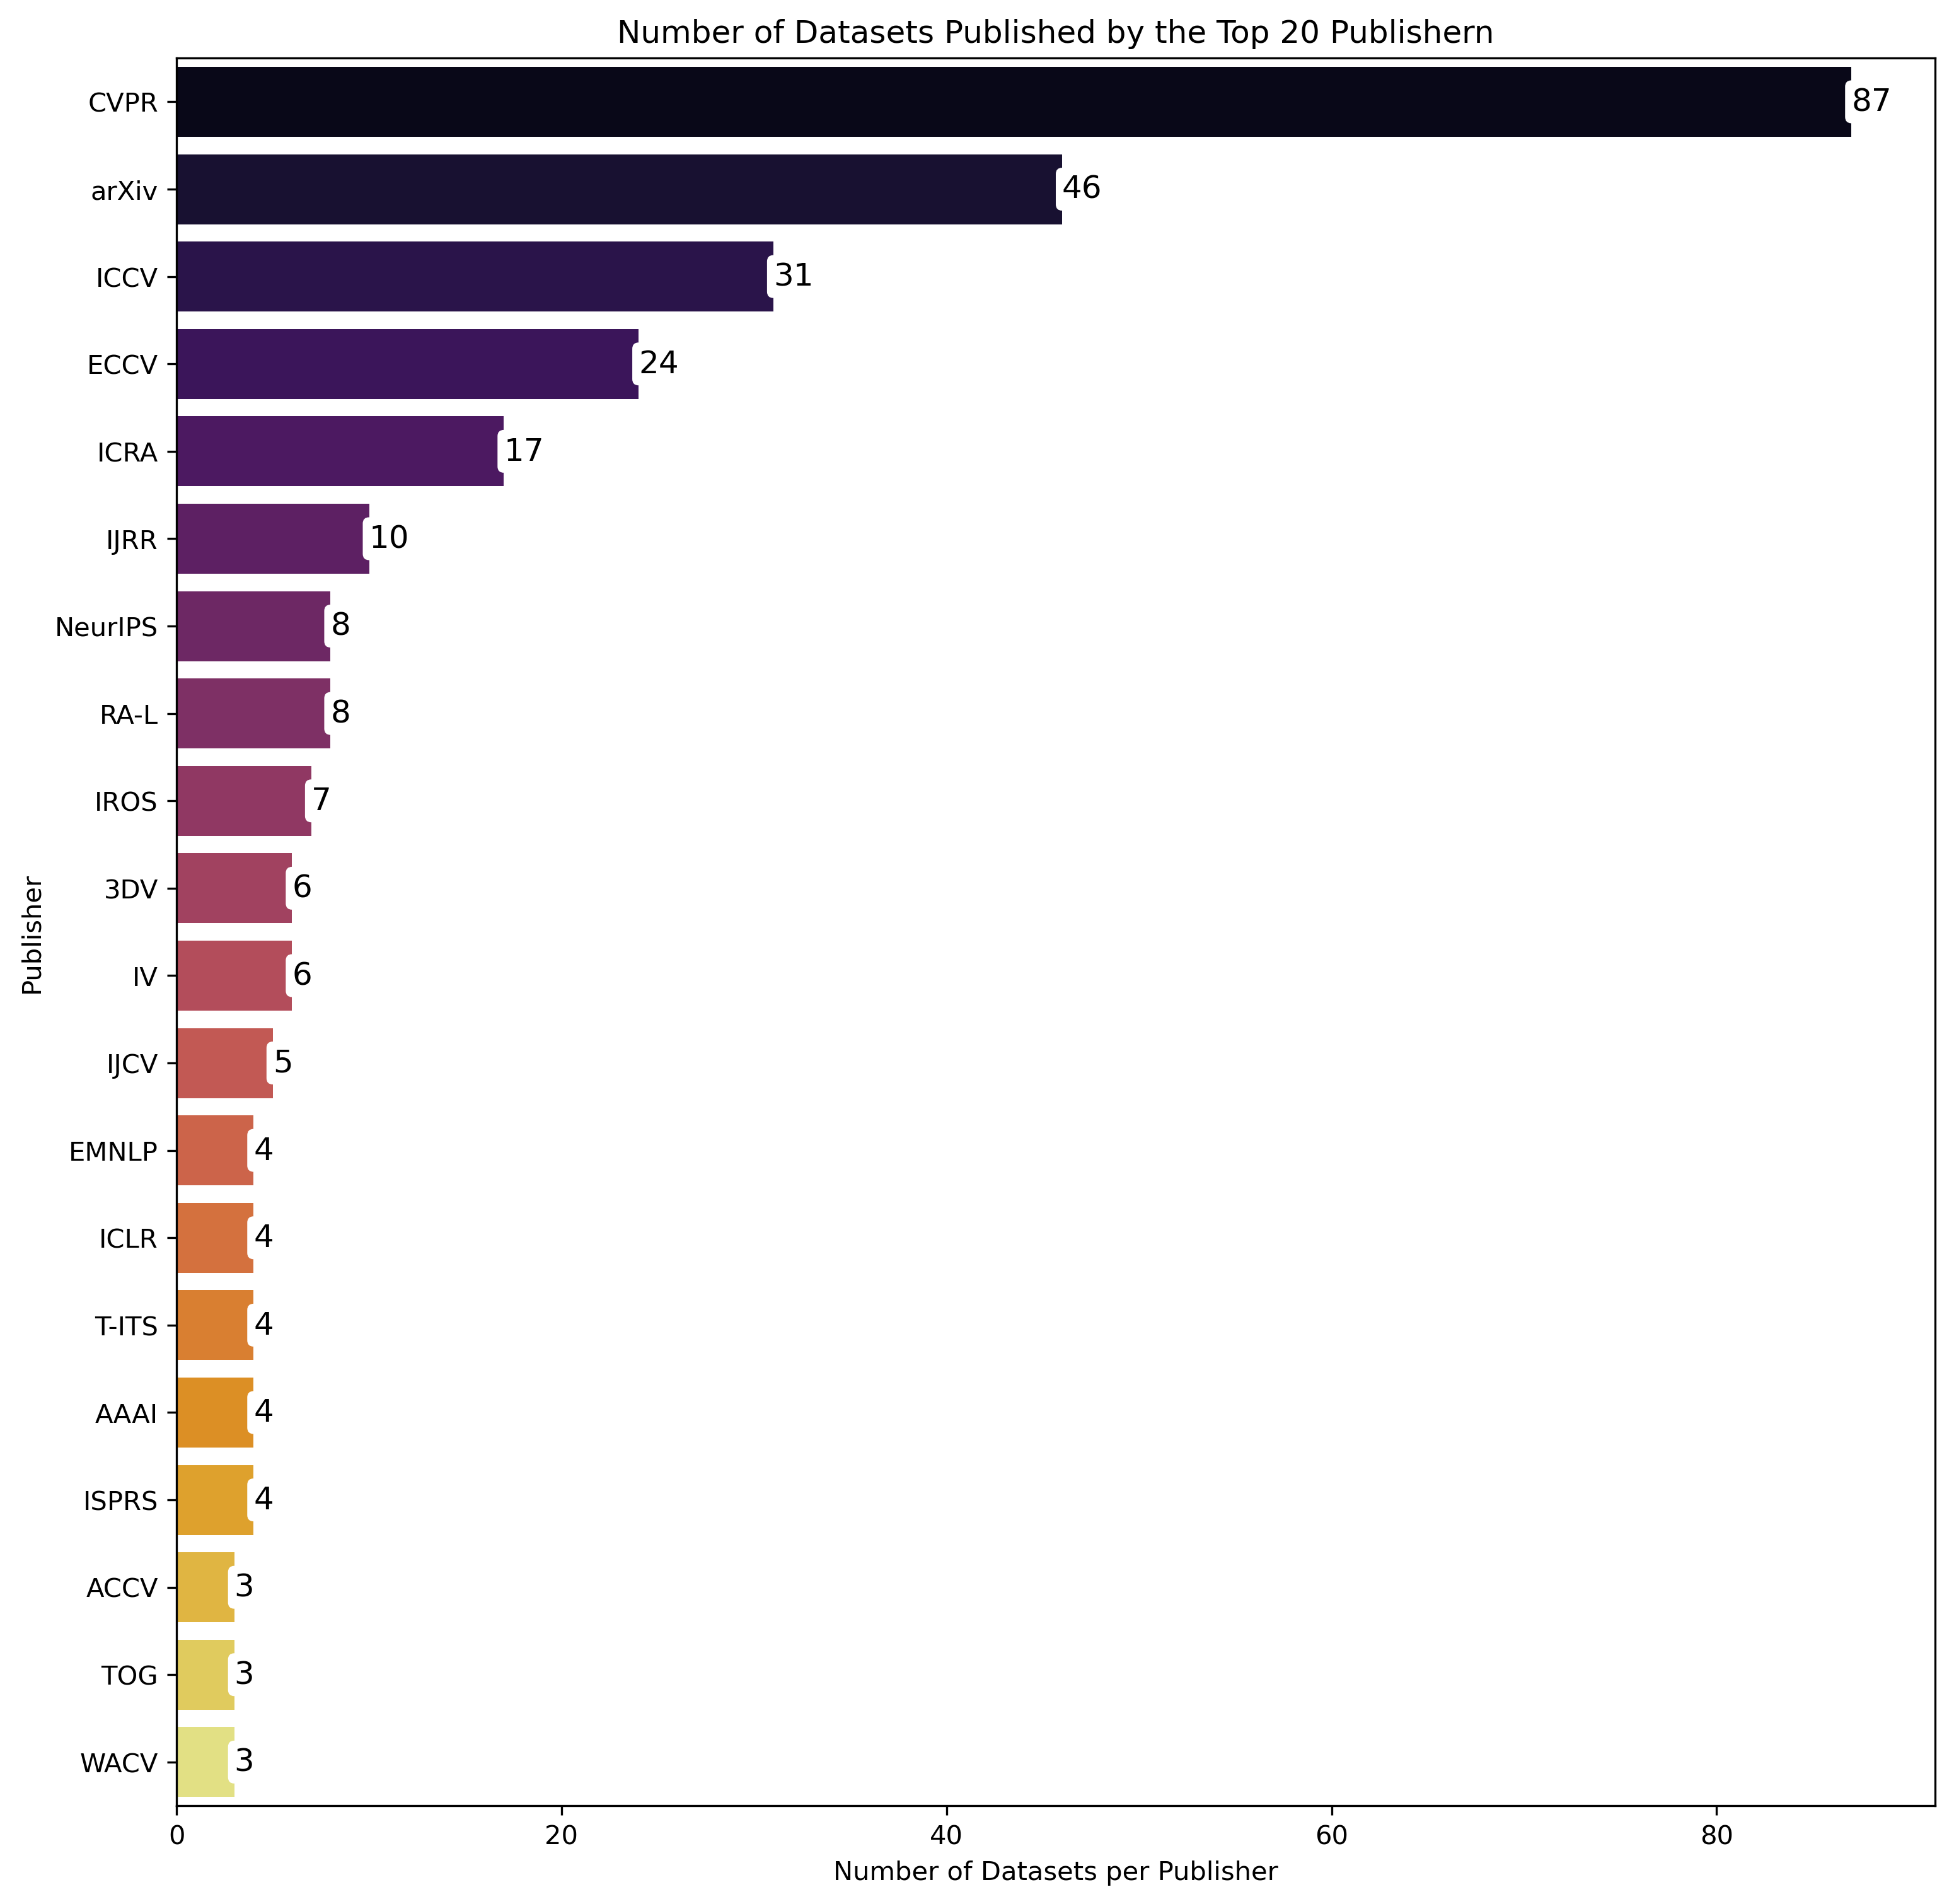 Number of Datasets Published by the Top 20 Publishern
CVPR 87
arXiv 46
ICCV 31
ECCV 24
ICRA 17
IJRR 10
NeurIPS 8
RA-L 8
IROS 7
3DV 6
IV 6
IJCV 5
EMNLP 4
ICLR 4
T-ITS 4
AAAI 4
ISPRS 4
ACCV 3
TOG 3
WACV 3
Publisher
0 20 40 60 80
Number of Datasets per Publisher